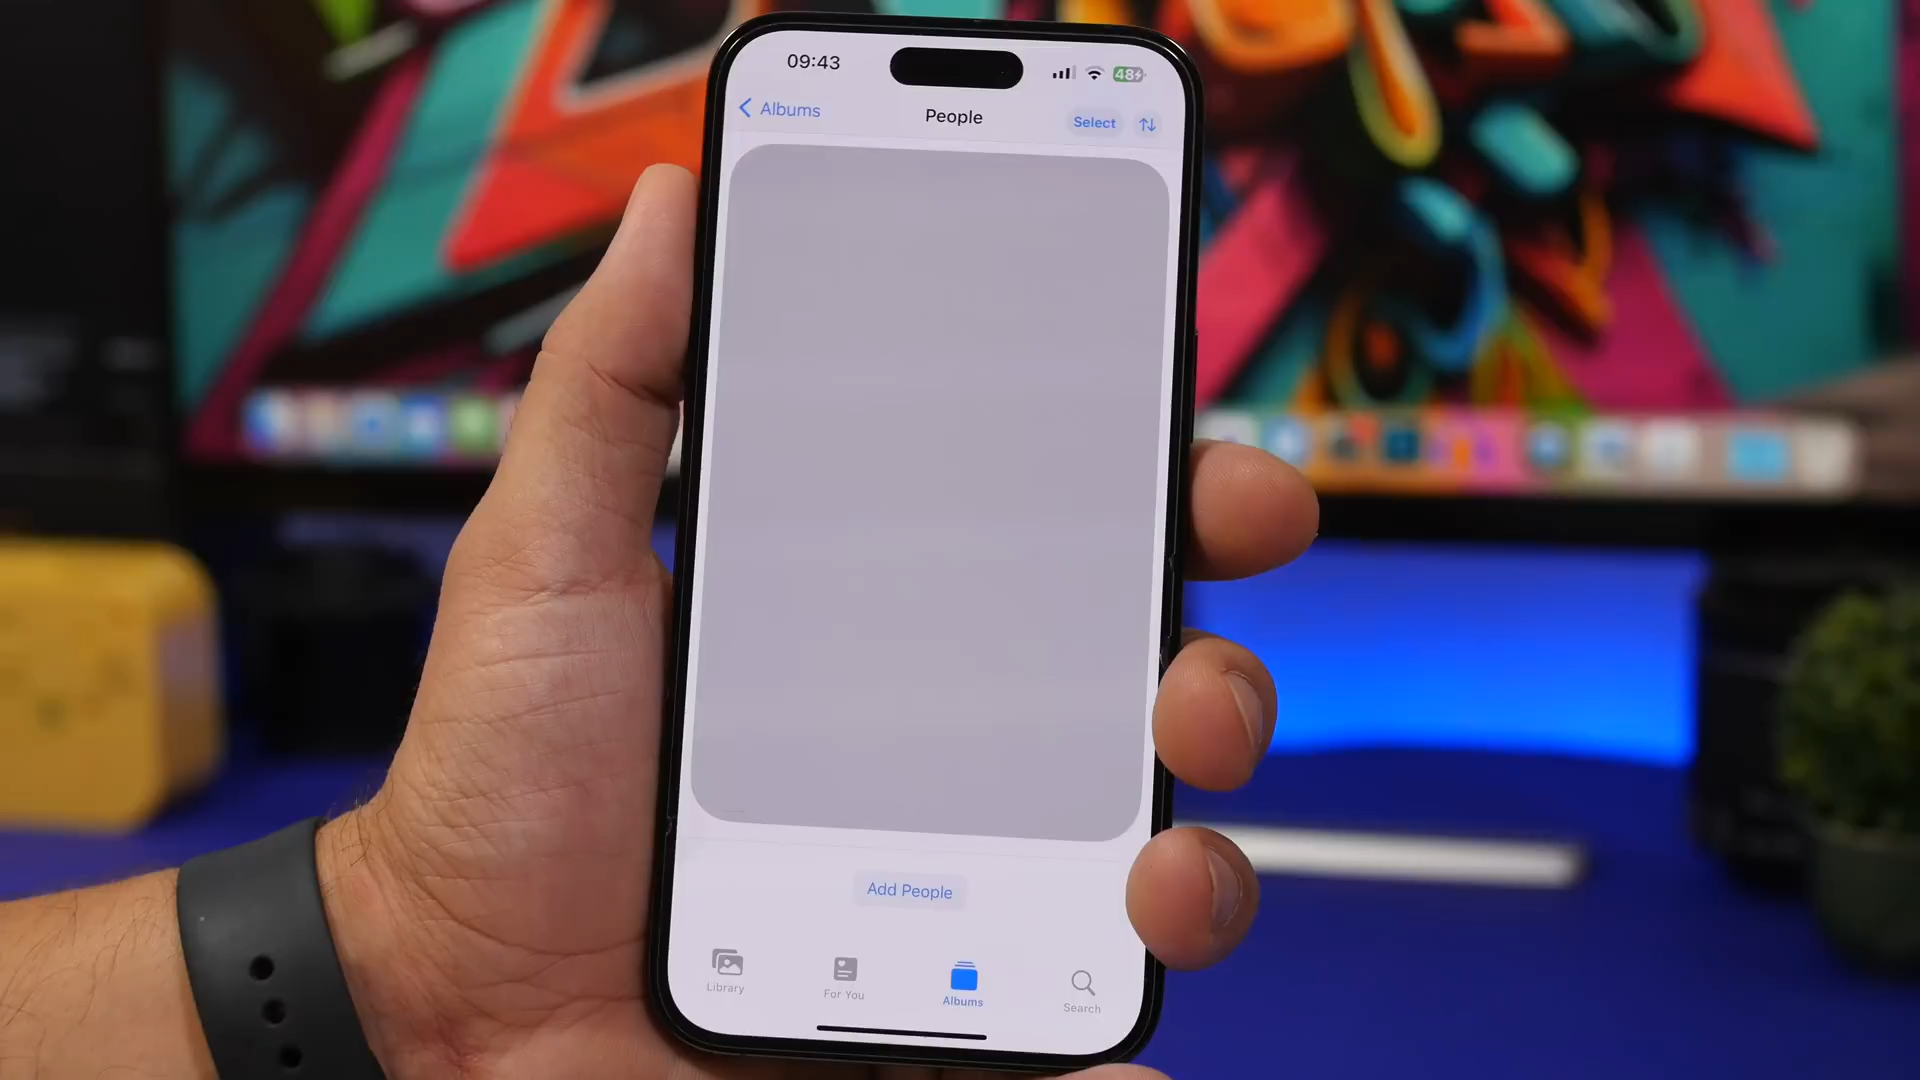 09:43
48
Albums
People
Select
Add People
Library
For You
Albums
Search